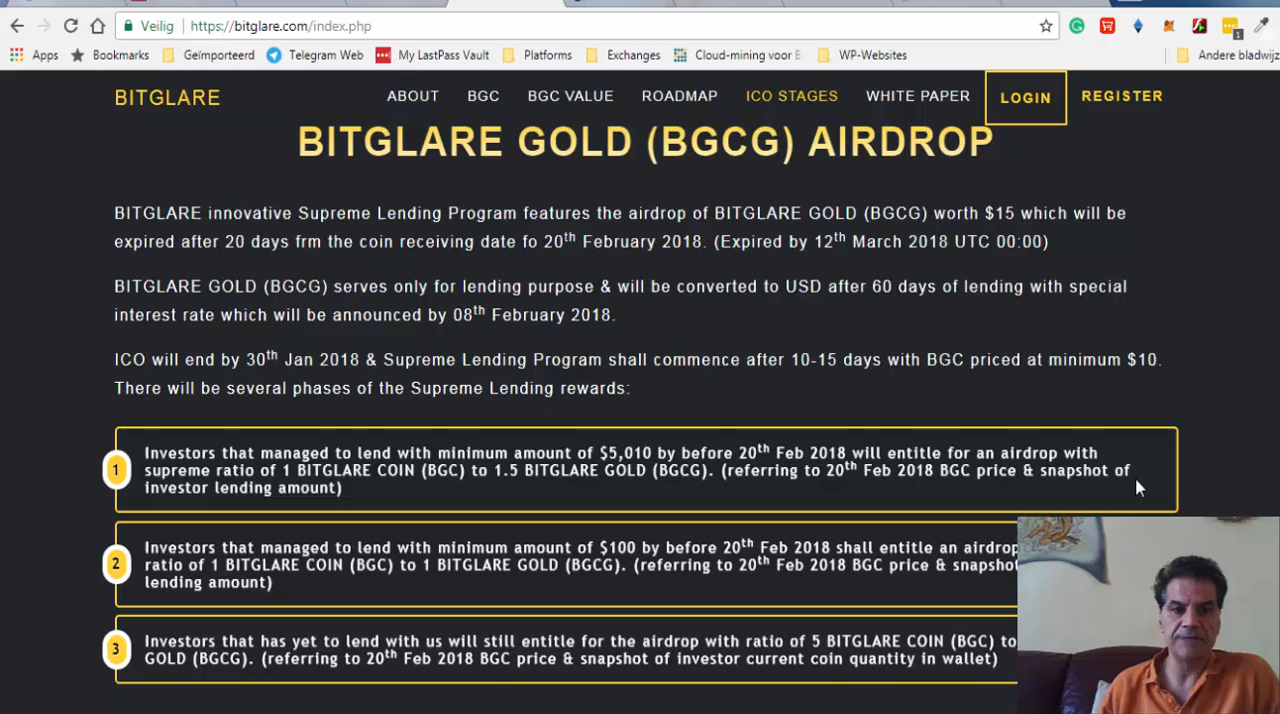 Veilig https://bitglare.com/index.php
Apps Bookmarks Geïmporteerd Telegram Web My LastPass Vault Platforms Exchanges Cloud-mining voor B WP-Websites Andere bladwijz
BITGLARE ABOUT BGC BGC VALUE ROADMAP ICO STAGES WHITE PAPER LOGIN REGISTER
BITGLARE GOLD (BGCG) AIRDROP
BITGLARE innovative Supreme Lending Program features the airdrop of BITGLARE GOLD (BGCG) worth $15 which will be
expired after 20 days frm the coin receiving date fo 20th February 2018. (Expired by 12th March 2018 UTC 00:00)
BITGLARE GOLD (BGCG) serves only for lending purpose & will be converted to USD after 60 days of lending with special
interest rate which will be announced by 08th February 2018.
ICO will end by 30th Jan 2018 & Supreme Lending Program shall commence after 10-15 days with BGC priced at minimum $10.
There will be several phases of the Supreme Lending rewards:
1 Investors that managed to lend with minimum amount of $5,010 by before 20th Feb 2018 will entitle for an airdrop with
supreme ratio of 1 BITGLARE COIN (BGC) to 1.5 BITGLARE GOLD (BGCG). (referring to 20th Feb 2018 BGC price & snapshot of
investor lending amount)
2 Investors that managed to lend with minimum amount of $100 by before 20th Feb 2018 shall entitle an airdrop
ratio of 1 BITGLARE COIN (BGC) to 1 BITGLARE GOLD (BGCG). (referring to 20th Feb 2018 BGC price & snapshot
lending amount)
3 Investors that has yet to lend with us will still entitle for the airdrop with ratio of 5 BITGLARE COIN (BGC) to
GOLD (BGCG). (referring to 20th Feb 2018 BGC price & snapshot of investor current coin quantity in wallet)